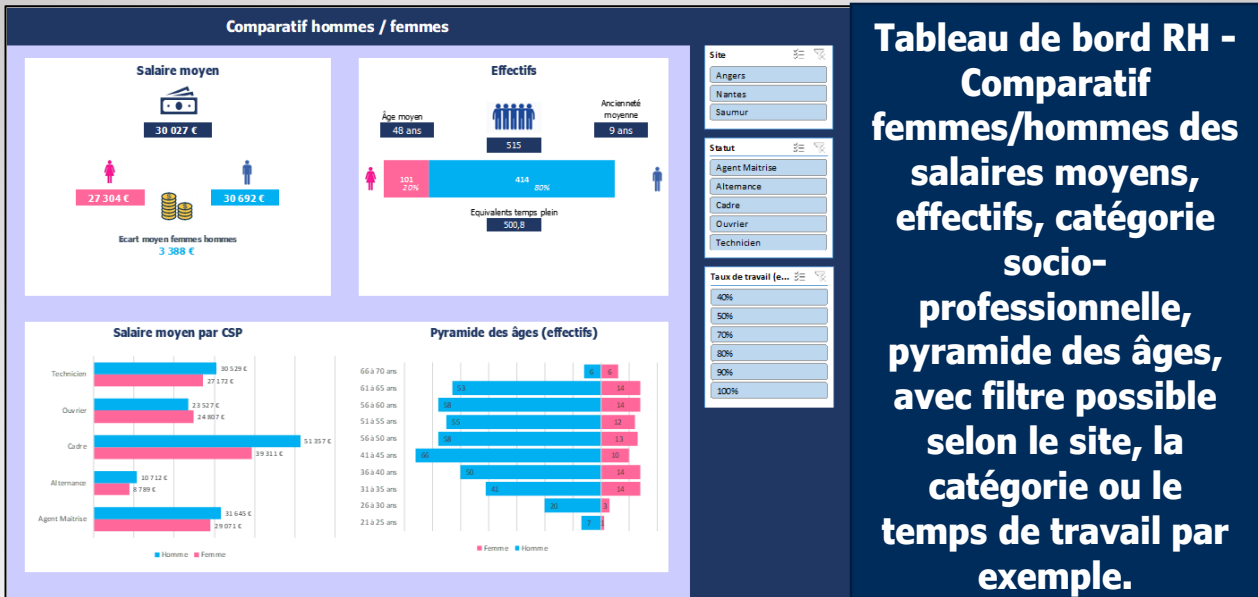 Comparatif hommes / femmes
Salaire moyen
30 027 €
27 304 €
30 692 €
Ecart moyen femmes hommes
3 388 €
Effectifs
Âge moyen
48 ans
515
Ancienneté
moyenne
9 ans
101
20%
414
80%
Equivalents temps plein
500,8
Salaire moyen par CSP
Technicien
30 529 €
27 172 €
Ouvrier
23 527 €
24 807 €
Cadre
51 357 €
39 311 €
Alternance
10 712 €
8 789 €
Agent Maitrise
31 645 €
29 071 €
Homme
Femme
Pyramide des âges (effectifs)
66 à 70 ans 6 6
61 à 65 ans 53 14
56 à 60 ans 58 14
51 à 55 ans 55 12
56 à 50 ans 58 13
41 à 45 ans 66 10
36 à 40 ans 50 14
31 à 35 ans 41 14
26 à 30 ans 20 3
21 à 25 ans 7 1
Femme
Homme
Site
Angers
Nantes
Saumur
Statut
Agent Maitrise
Alternance
Cadre
Ouvrier
Technicien
Taux de travail (e...
40%
50%
70%
80%
90%
100%
Tableau de bord RH -
Comparatif
femmes/hommes des
salaires moyens,
effectifs, catégorie
socio-
professionnelle,
pyramide des âges,
avec filtre possible
selon le site, la
catégorie ou le
temps de travail par
exemple.